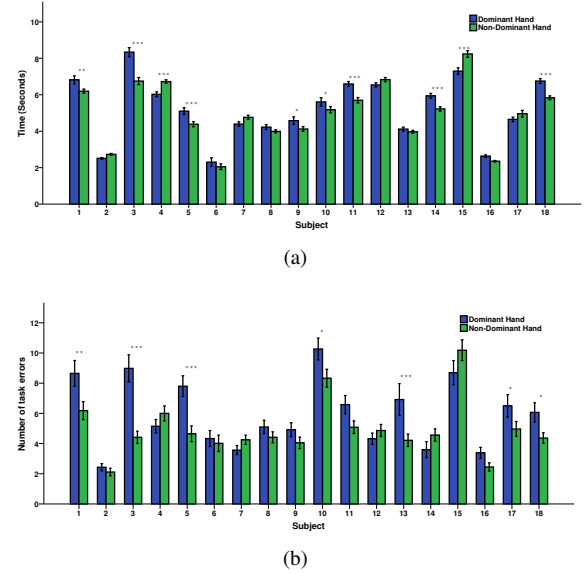 Dominant Hand
Non-Dominant Hand
10
8
6
4
2
0
Time (Seconds)
** *** *** *** * * *** *** *** ***
1 2 3 4 5 6 7 8 9 10 11 12 13 14 15 16 17 18
Subject
(a)
Dominant Hand
Non-Dominant Hand
12
10
8
6
4
2
0
Number of task errors
** *** *** * *** * *
1 2 3 4 5 6 7 8 9 10 11 12 13 14 15 16 17 18
Subject
(b)